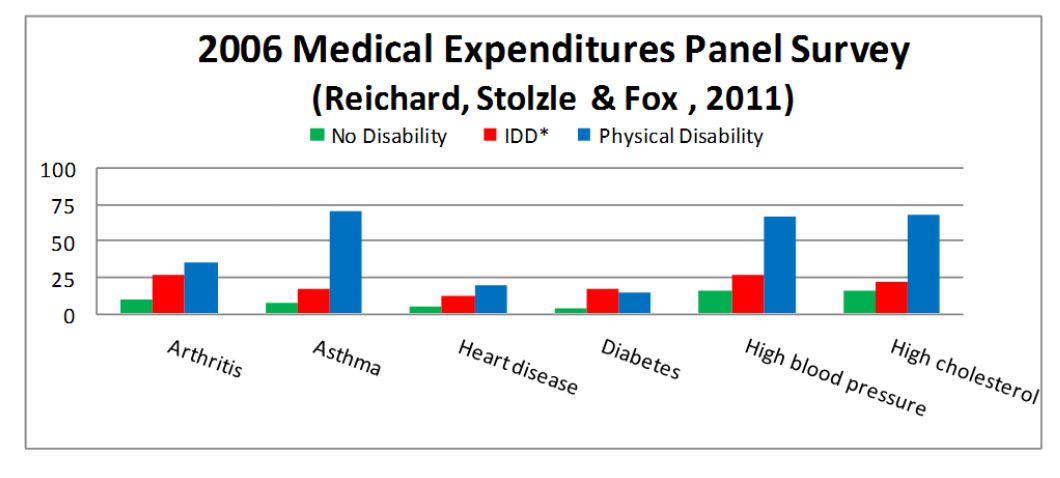 2006 Medical Expenditures Panel Survey
(Reichard, Stolzle & Fox , 2011)
No Disability IDD* Physical Disability
100
75
50
25
0
Arthritis
Asthma
Heart disease
Diabetes
High blood pressure
High cholesterol